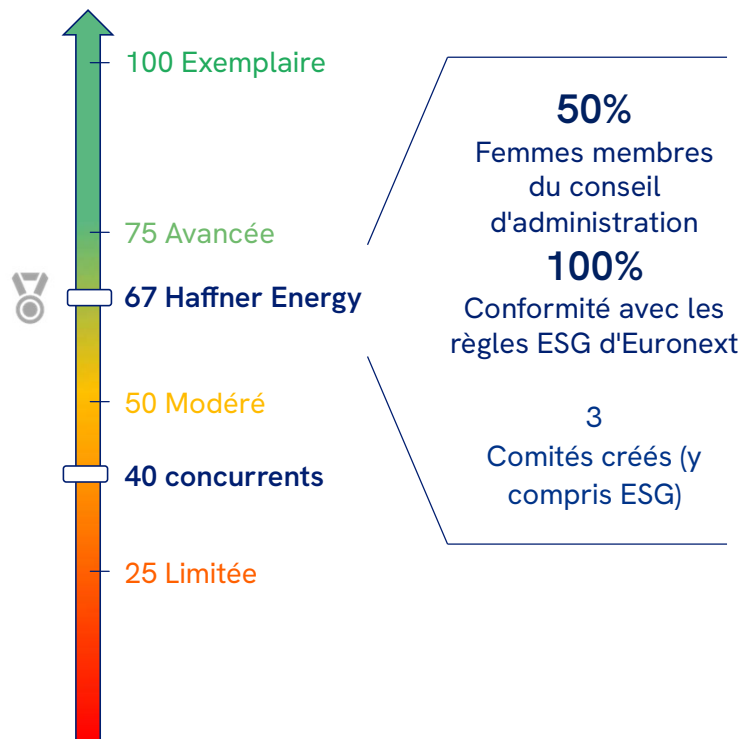 100 Exemplaire
75 Avancée
67 Haffner Energy
50 Modéré
40 concurrents
25 Limitée
50%
Femmes membres
du conseil
d'administration
100%
Conformité avec les
règles ESG d'Euronext
3
Comités créés (y
compris ESG)